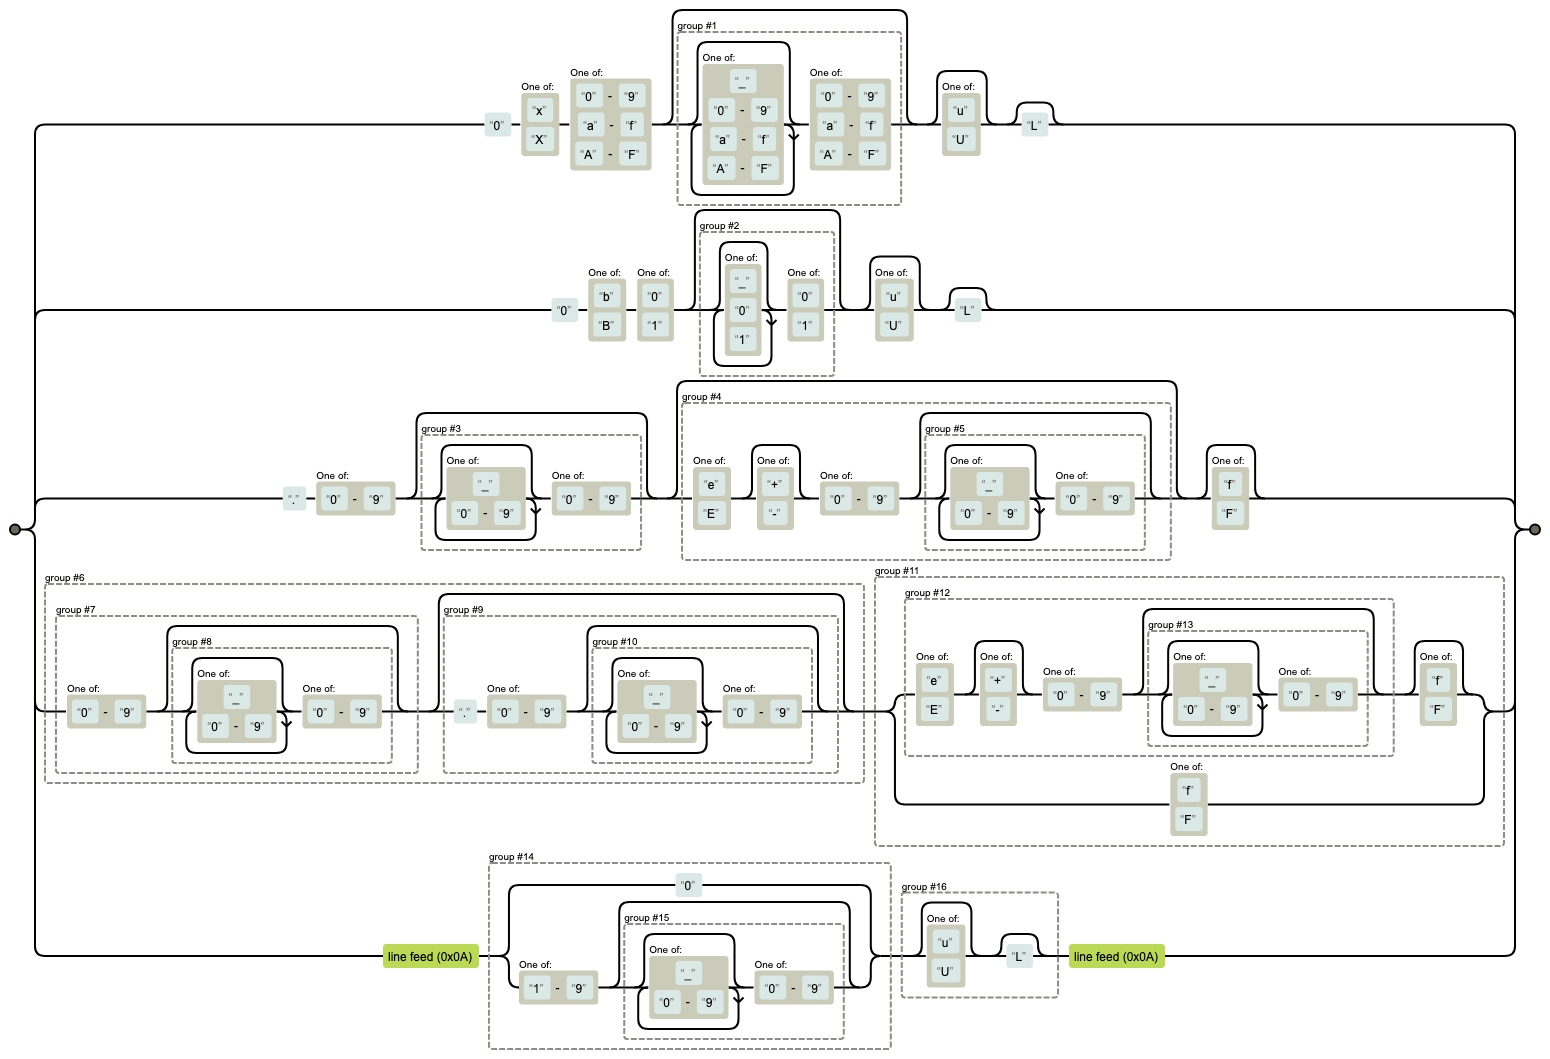 group #1
One of:
“_”
“0” - “9”
“a” - “f”
“A” - “F”
One of:
“0” - “9”
“a” - “f”
“A” - “F”
“0”
One of:
“x”
“X”
One of:
“0” - “9”
“a” - “f”
“A” - “F”
One of:
“u”
“U”
“L”
group #2
“0”
One of:
“b”
“B”
One of:
“0”
“1”
One of:
“_”
“0”
“1”
One of:
“0”
“1”
One of:
“u”
“U”
“L”
“.”
One of:
“0” - “9”
group #3
One of:
“_”
“0” - “9”
One of:
“0” - “9”
group #4
One of:
“e”
“E”
One of:
“+”
“-”
One of:
“0” - “9”
group #5
One of:
“_”
“0” - “9”
One of:
“0” - “9”
One of:
“f”
“F”
group #6
group #7
One of:
“0” - “9”
group #8
One of:
“_”
“0” - “9”
One of:
“0” - “9”
group #9
“.”
One of:
“0” - “9”
group #10
One of:
“_”
“0” - “9”
One of:
“0” - “9”
group #11
group #12
One of:
“e”
“E”
One of:
“+”
“-”
One of:
“0” - “9”
group #13
One of:
“_”
“0” - “9”
One of:
“0” - “9”
One of:
“f”
“F”
One of:
“f”
“F”
line feed (0x0A)
group #14
“0”
One of:
“1” - “9”
group #15
One of:
“_”
“0” - “9”
One of:
“0” - “9”
group #16
One of:
“u”
“U”
“L”
line feed (0x0A)